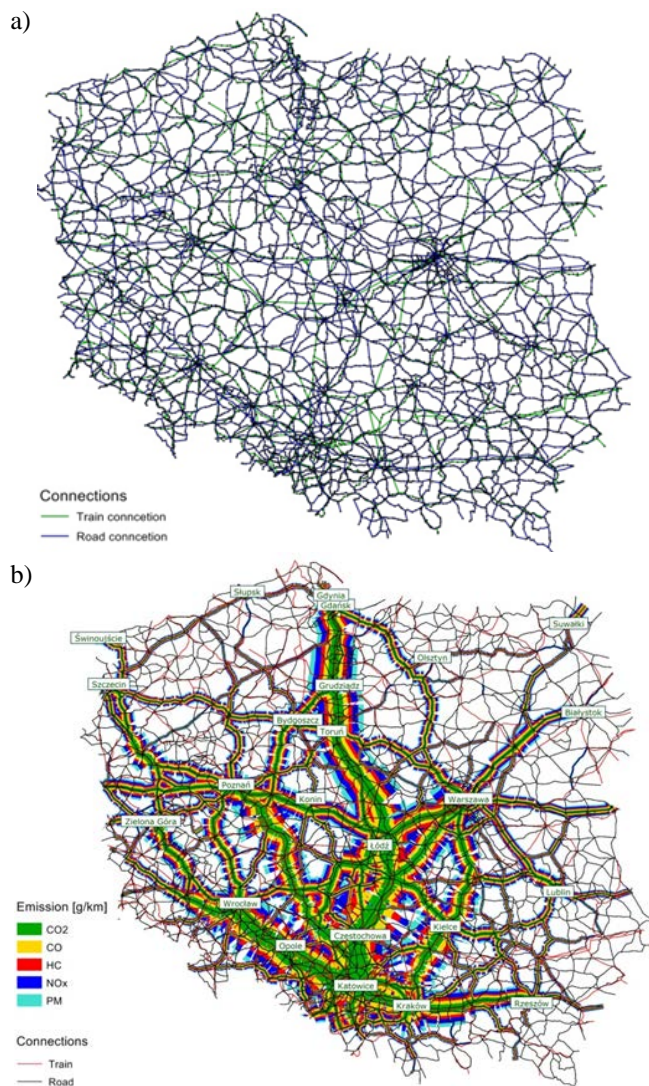 a)
Connections
Train conncetion
Road conncetion
b)
Słupsk
Gdynia
Gdańsk
Suwałki
Świnoujście
Olsztyn
Szczecin
Grudziądz
Białystok
Bydgoszcz
Toruń
Poznań
Konin
Warszawa
Zielona Góra
Łódź
Lublin
Wrocław
Kielce
Częstochowa
Opole
Katowice
Kraków
Rzeszów
Emission [g/km]
CO2
CO
HC
NOx
PM
Connections
Train
Road